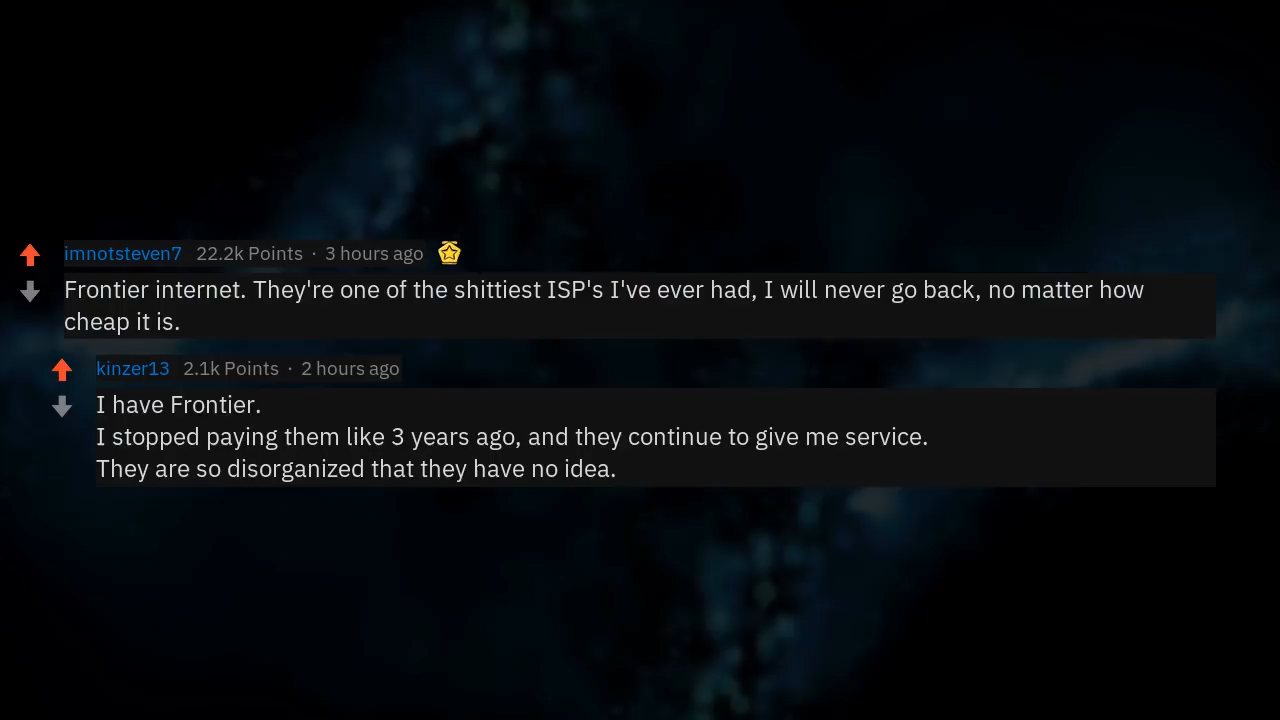 imnotsteven7 22.2k Points · 3 hours ago
Frontier internet. They're one of the shittiest ISP's I've ever had, I will never go back, no matter how
cheap it is.
kinzer13 2.1k Points · 2 hours ago
I have Frontier.
I stopped paying them like 3 years ago, and they continue to give me service.
They are so disorganized that they have no idea.